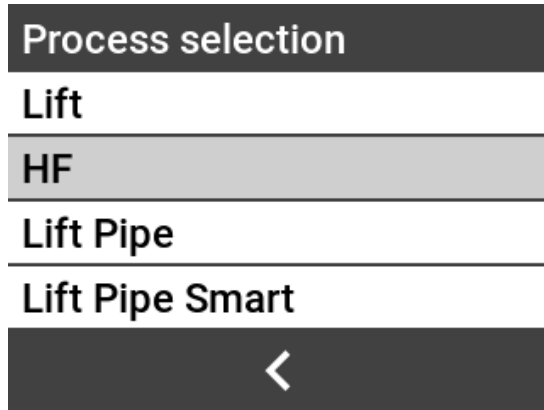 Process selection
Lift
HF
Lift Pipe
Lift Pipe Smart